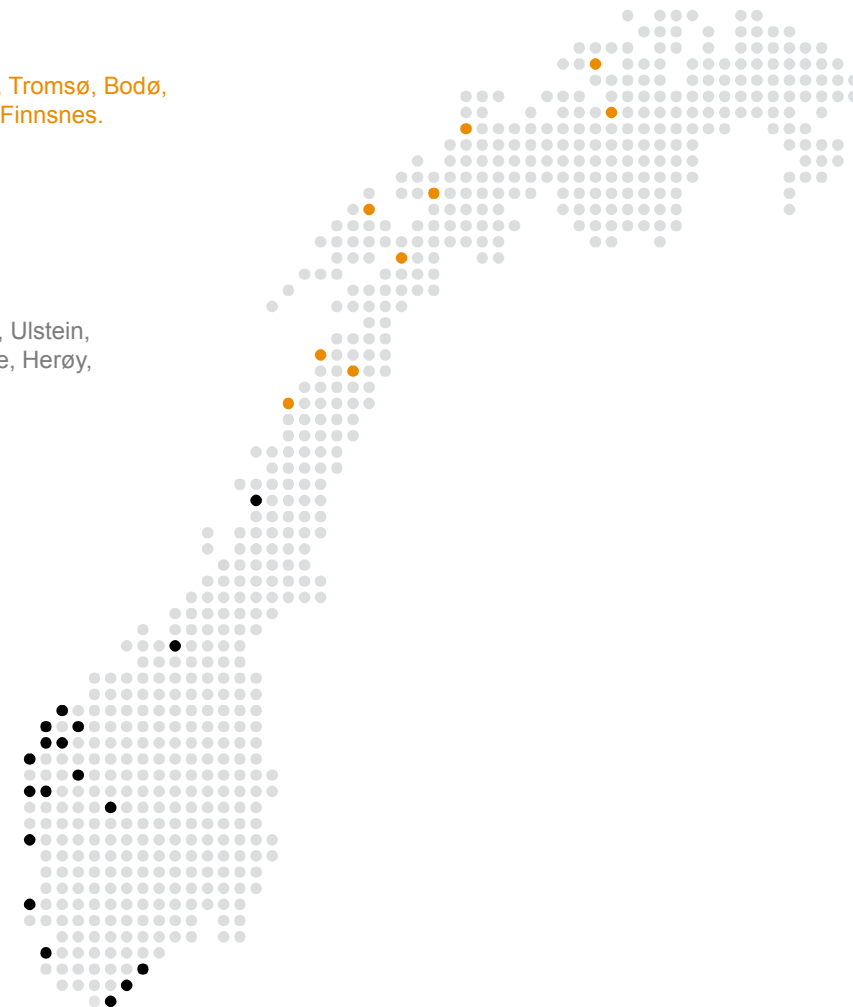 , Tromsø, Bodø,
Finnsnes.
, Ulstein,
e, Herøy,